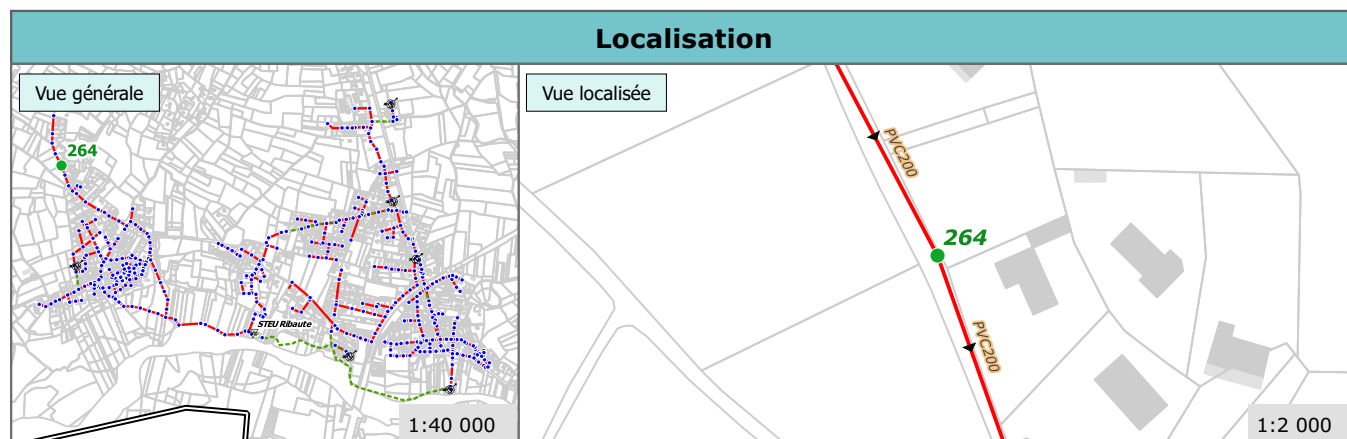 Localisation
Vue générale
264
STEU Ribaute
1:40 000
Vue localisée
PVC200
264
PVC200
1:2 000